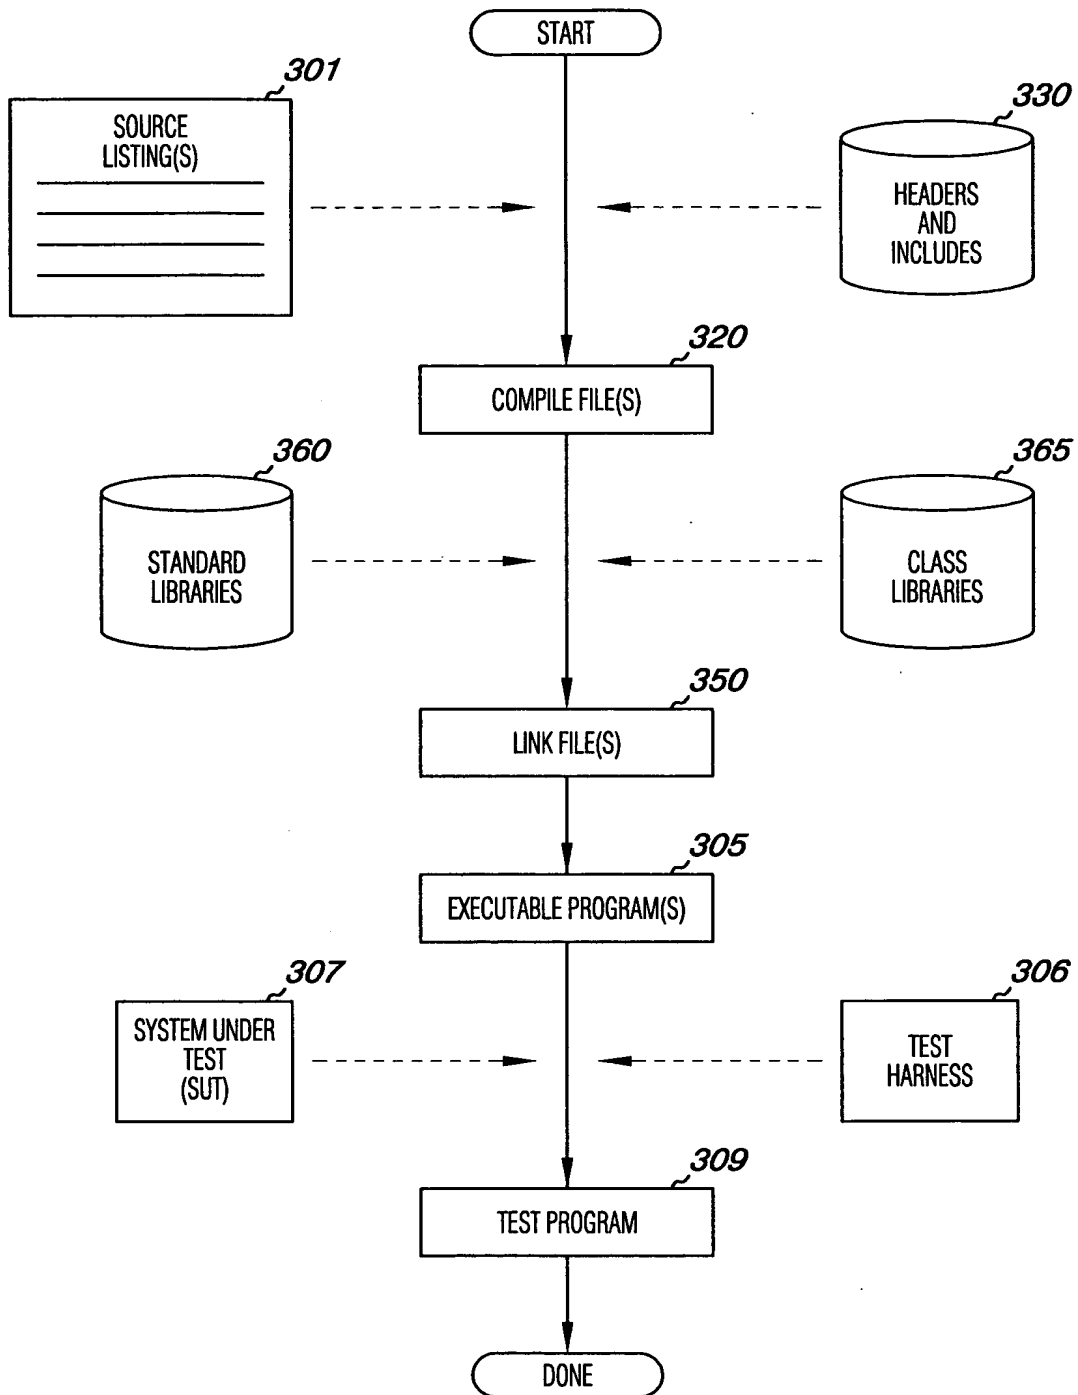 START
301
SOURCE
LISTING(S)
330
HEADERS
AND
INCLUDES
320
COMPILE FILE(S)
360
STANDARD
LIBRARIES
365
CLASS
LIBRARIES
350
LINK FILE(S)
305
EXECUTABLE PROGRAM(S)
307
SYSTEM UNDER
TEST
(SUT)
306
TEST
HARNESS
309
TEST PROGRAM
DONE